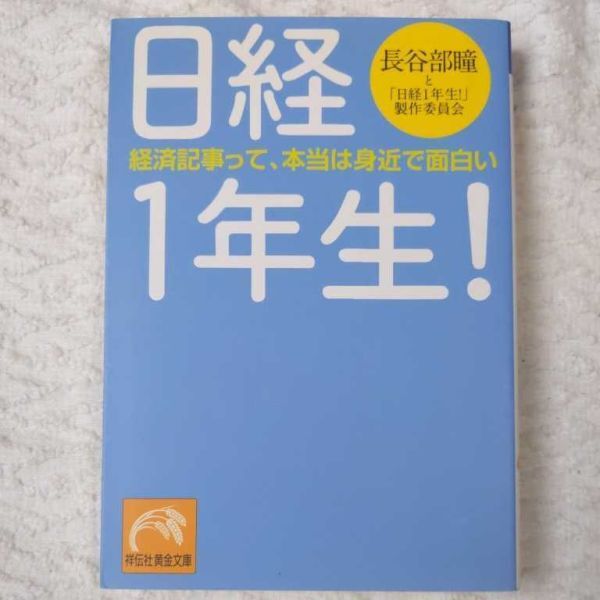 日経
長谷部瞳
と
「日経1年生!」
製作委員会
経済記事って、本当は身近で面白い
1年生!
祥伝社黄金文庫